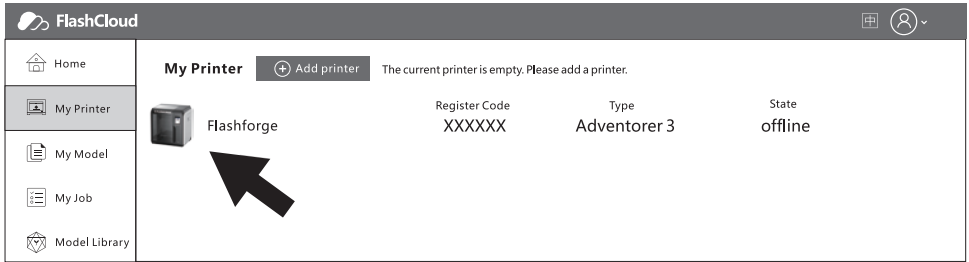 FlashCloud
中
Home
My Printer
My Model
My Job
Model Library
My Printer
Add printer
The current printer is empty. Please add a printer.
Register Code Type State
Flashforge XXXXXX Adventorer 3 offline